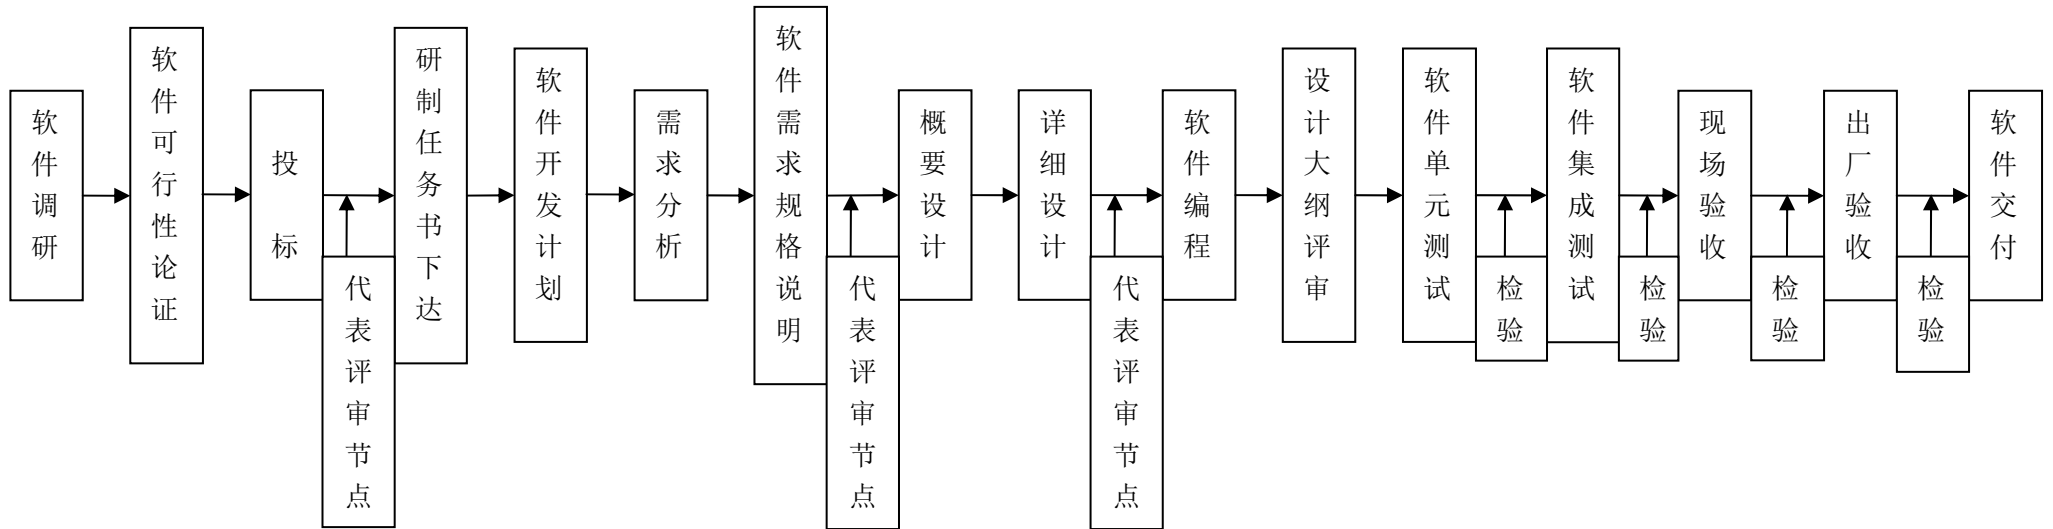 软件调研
软件可行性论证
投标
代表评审节点
研制任务书下达
软件开发计划
需求分析
软件需求规格说明
代表评审节点
概要设计
详细设计
代表评审节点
软件编程
设计大纲评审
软件单元测试
检验
软件集成测试
检验
现场验收
检验
出厂验收
检验
软件交付